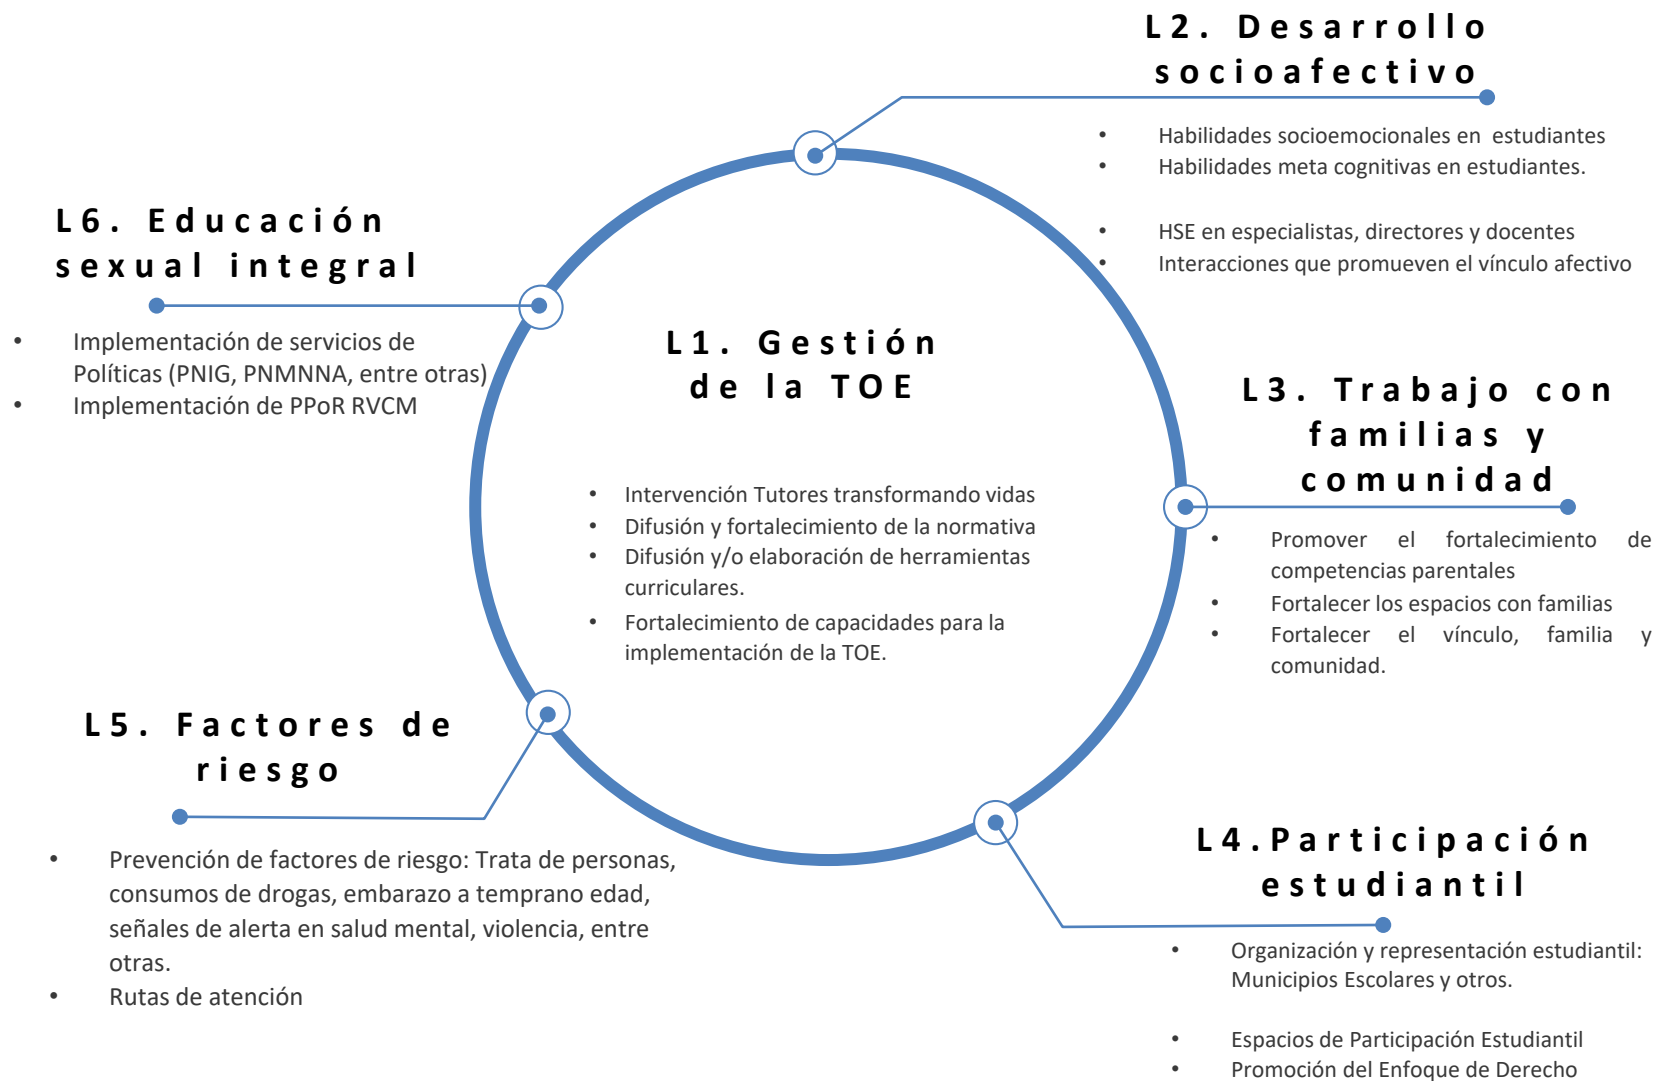 L2. Desarrollo
socioafectivo
• Habilidades socioemocionales en estudiantes
• Habilidades meta cognitivas en estudiantes.
• HSE en especialistas, directores y docentes
• Interacciones que promueven el vínculo afectivo
L6. Educación
sexual integral
• Implementación de servicios de
Políticas (PNIG, PNMNNA, entre otras)
• Implementación de PPoR RVCM
L1. Gestión
de la TOE
• Intervención Tutores transformando vidas
• Difusión y fortalecimiento de la normativa
• Difusión y/o elaboración de herramientas
curriculares.
• Fortalecimiento de capacidades para la
implementación de la TOE.
L3. Trabajo con
familias y
comunidad
• Promover el fortalecimiento de
competencias parentales
• Fortalecer los espacios con familias
• Fortalecer el vínculo, familia y
comunidad.
L5. Factores de
riesgo
• Prevención de factores de riesgo: Trata de personas,
consumos de drogas, embarazo a temprano edad,
señales de alerta en salud mental, violencia, entre
otras.
• Rutas de atención
L4.Participación
estudiantil
• Organización y representación estudiantil:
Municipios Escolares y otros.
• Espacios de Participación Estudiantil
• Promoción del Enfoque de Derecho